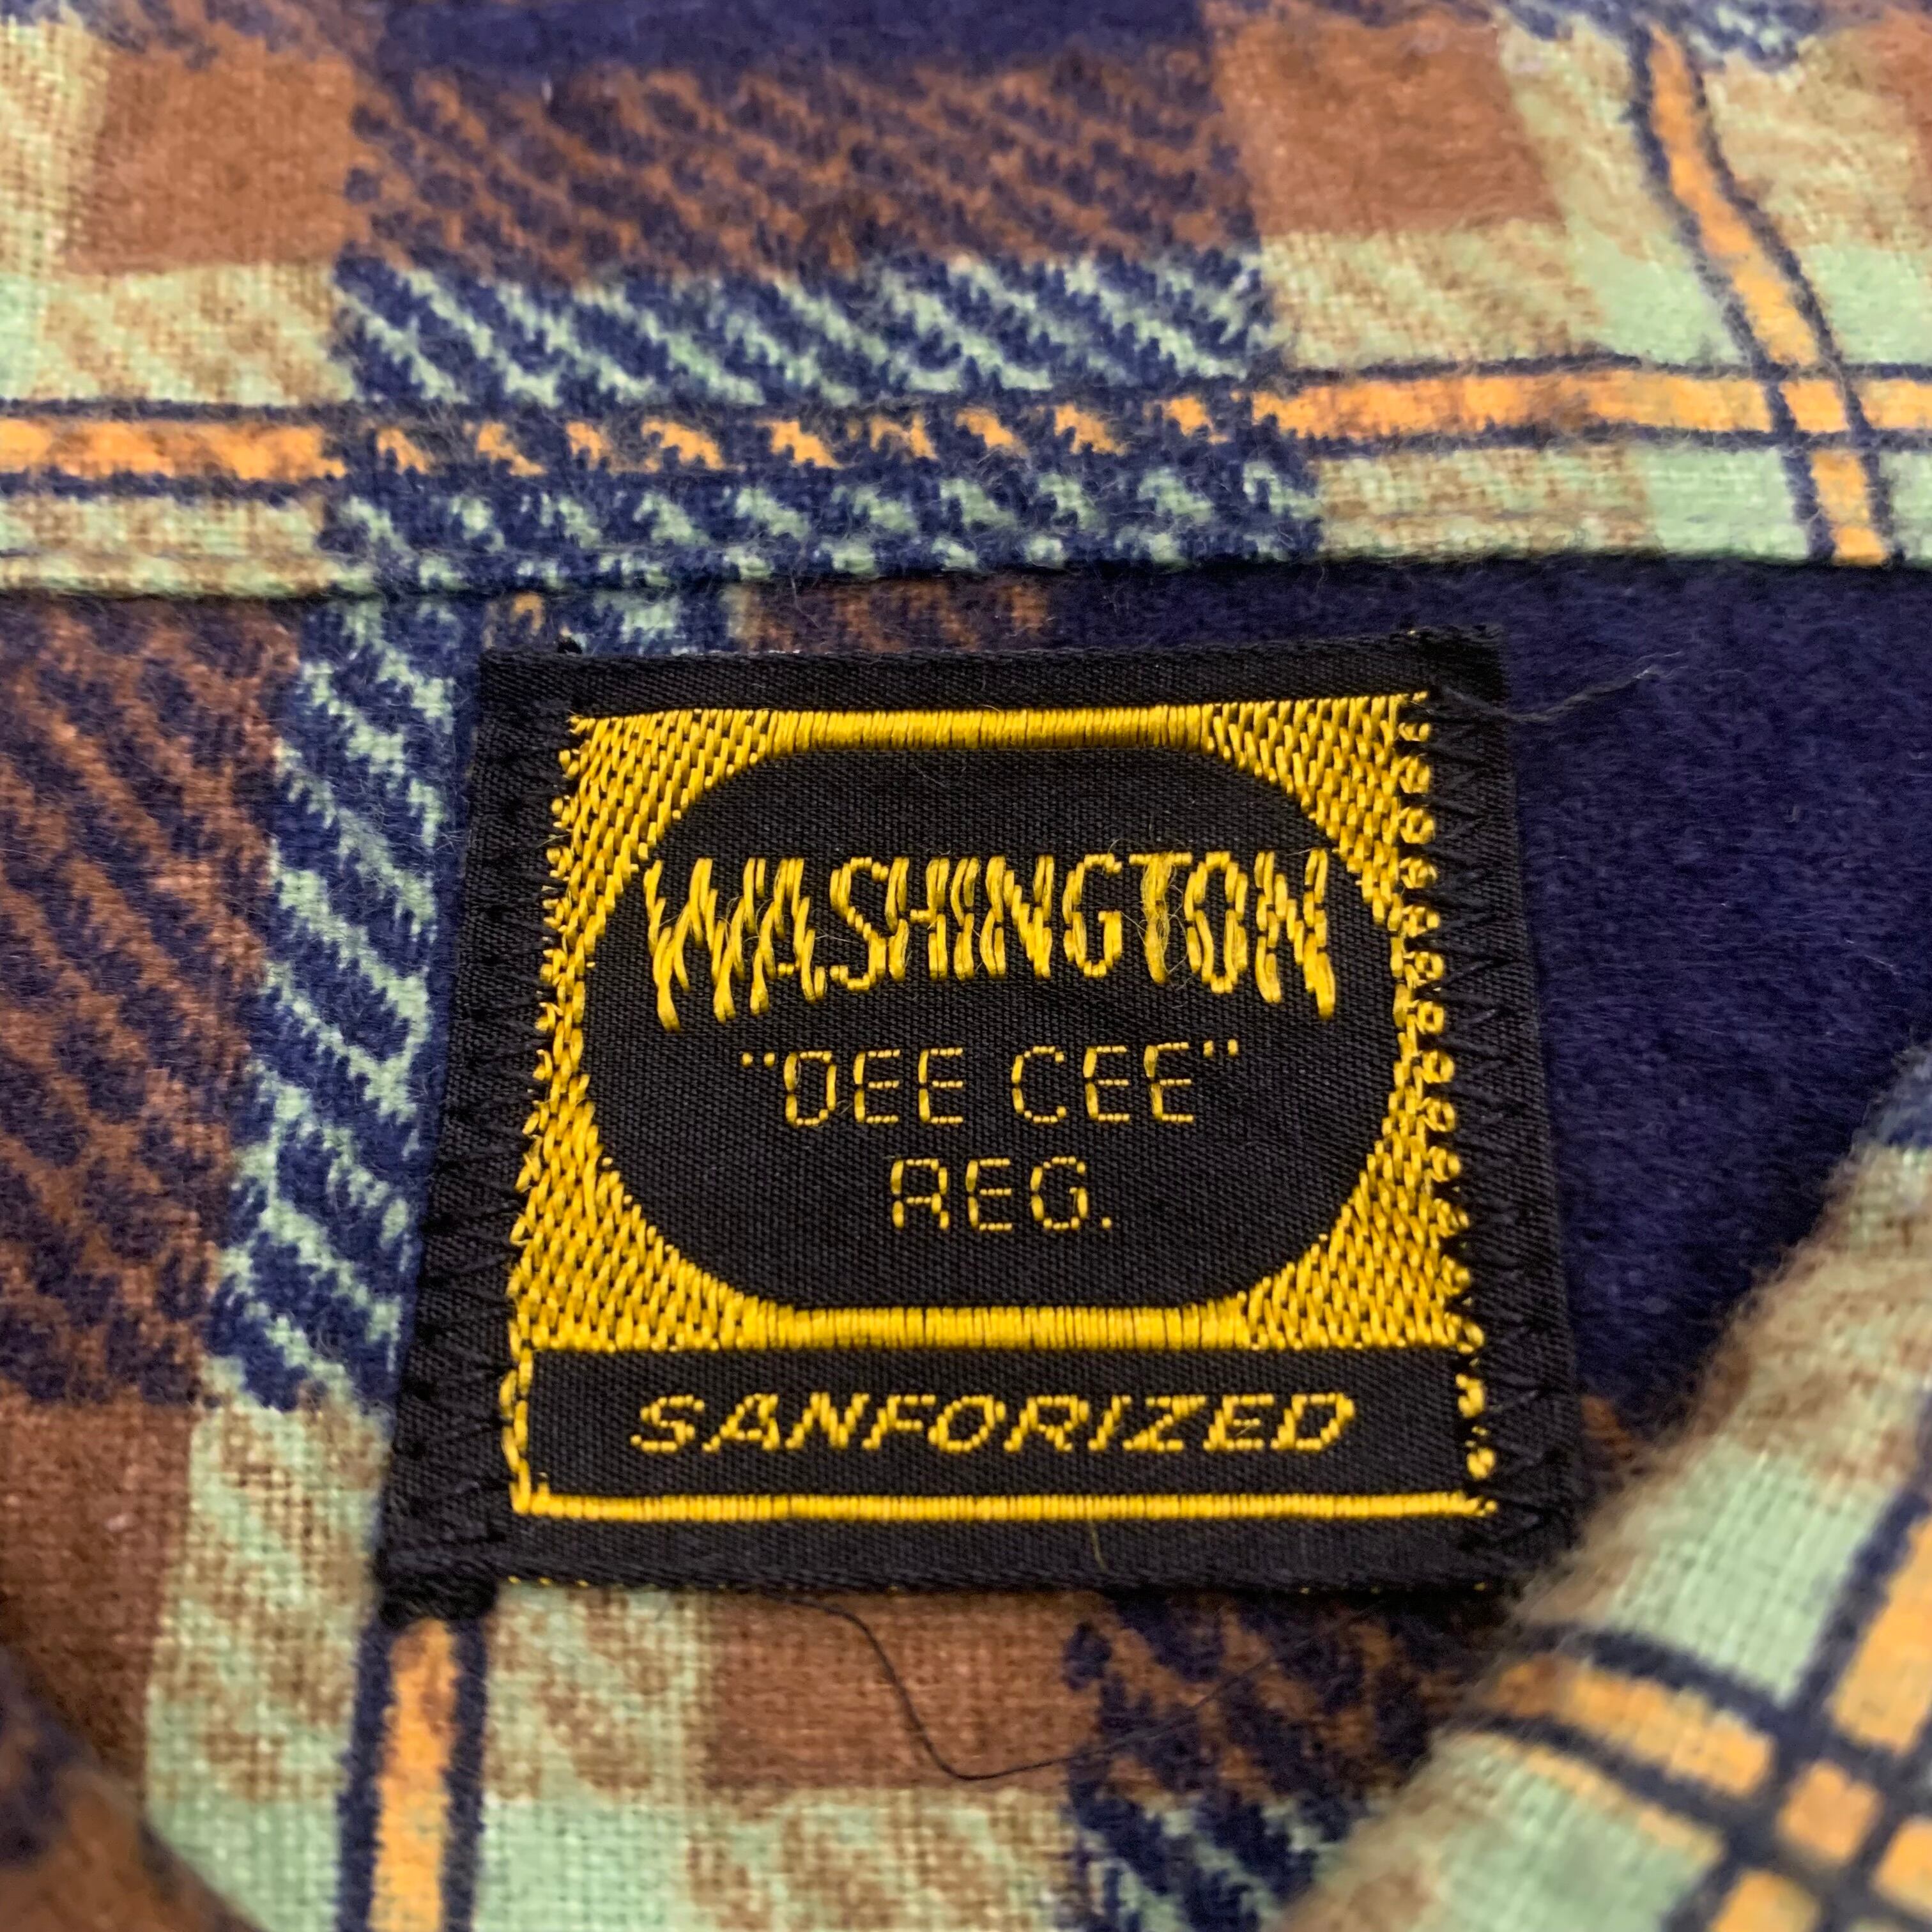 WASHINGTON
"DEE CEE"
REG.
SANFORIZED